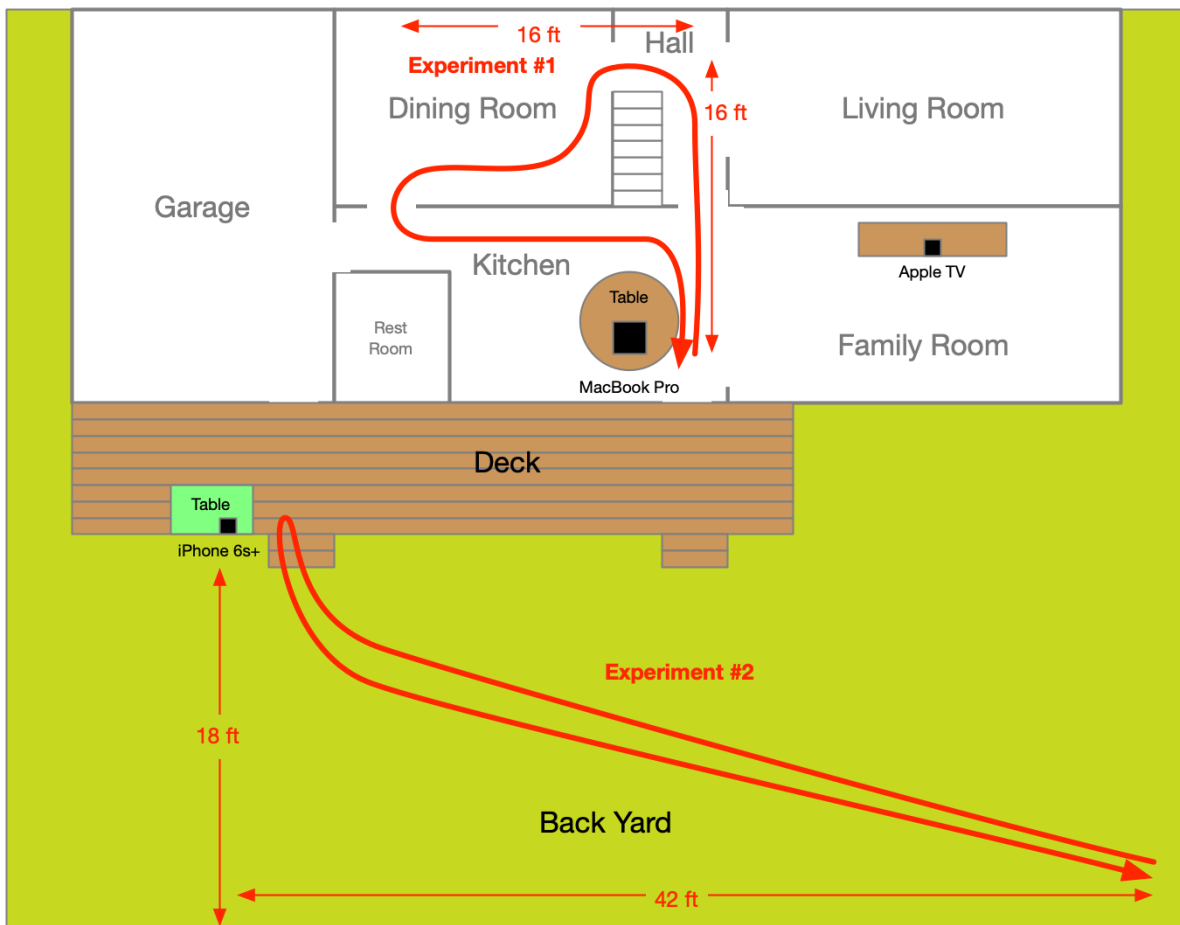 16 ft
Hall
Experiment #1
Dining Room
16 ft
Living Room
Garage
Kitchen
Apple TV
Table
Rest
Room
Family Room
MacBook Pro
Deck
Table
iPhone 6s+
Experiment #2
18 ft
Back Yard
42 ft